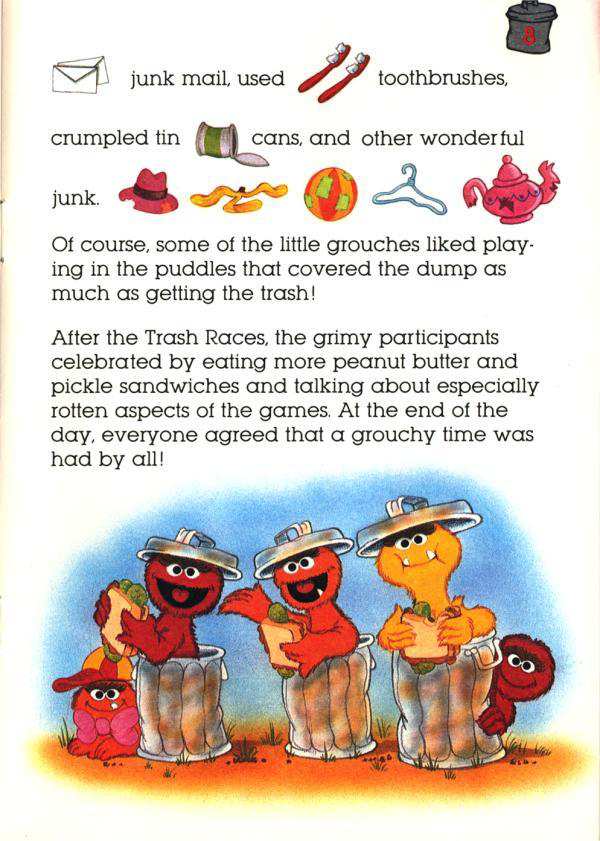 8
junk mail, used toothbrushes,
crumpled tin cans, and other wonderful
junk.
Of course, some of the little grouches liked play-
ing in the puddles that covered the dump as
much as getting the trash!
After the Trash Races, the grimy participants
celebrated by eating more peanut butter and
pickle sandwiches and talking about especially
rotten aspects of the games. At the end of the
day, everyone agreed that a grouchy time was
had by all!